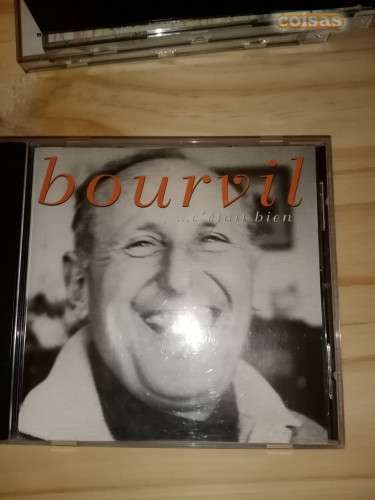 coisas
bourvil
...c'était bien